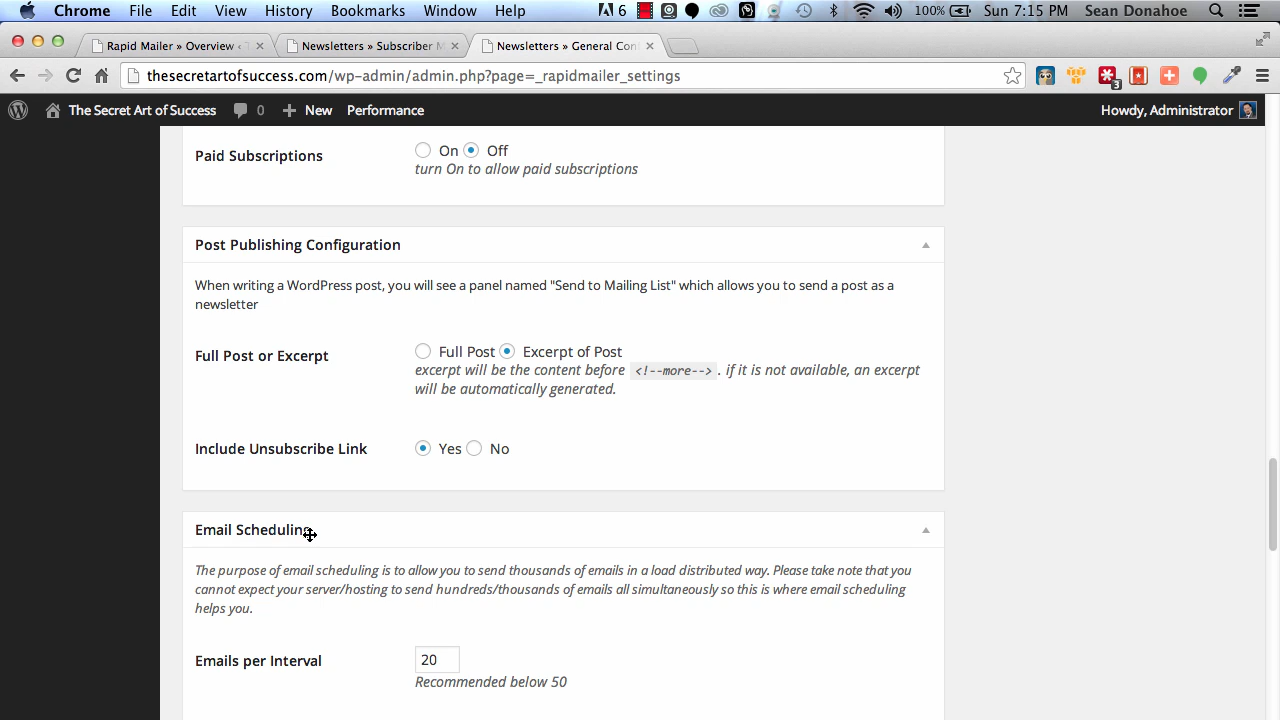 Chrome File Edit View History Bookmarks Window Help 6 100% Sun 7:15 PM Sean Donahoe
Rapid Mailer » Overview ‹ Newsletters » Subscriber M Newsletters » General Con
thesecretartofsuccess.com/wp-admin/admin.php?page=_rapidmailer_settings 3
The Secret Art of Success 0 New Performance Howdy, Administrator
Paid Subscriptions On Off
turn On to allow paid subscriptions
Post Publishing Configuration
When writing a WordPress post, you will see a panel named "Send to Mailing List" which allows you to send a post as a
newsletter
Full Post or Excerpt Full Post Excerpt of Post
excerpt will be the content before <!--more--> . if it is not available, an excerpt
will be automatically generated.
Include Unsubscribe Link Yes No
Email Scheduling
The purpose of email scheduling is to allow you to send thousands of emails in a load distributed way. Please take note that you
cannot expect your server/hosting to send hundreds/thousands of emails all simultaneously so this is where email scheduling
helps you.
Emails per Interval 20
Recommended below 50